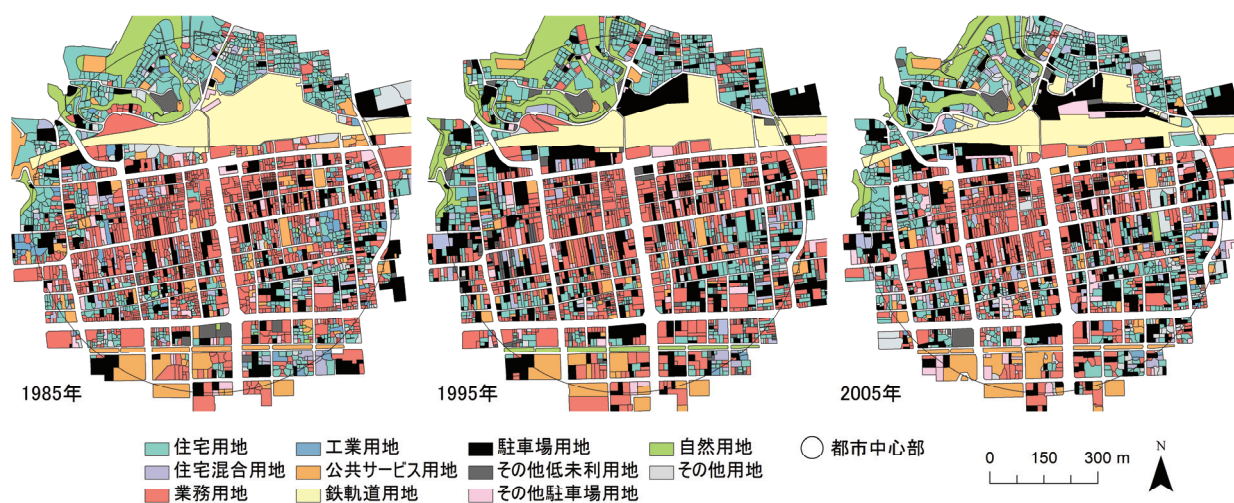 1985年
1995年
2005年
住宅用地
工業用地
駐車場用地
自然用地
都市中心部
住宅混合用地
公共サービス用地
その他低未利用地
その他用地
業務用地
鉄軌道用地
その他駐車場用地
0 150 300 m
N